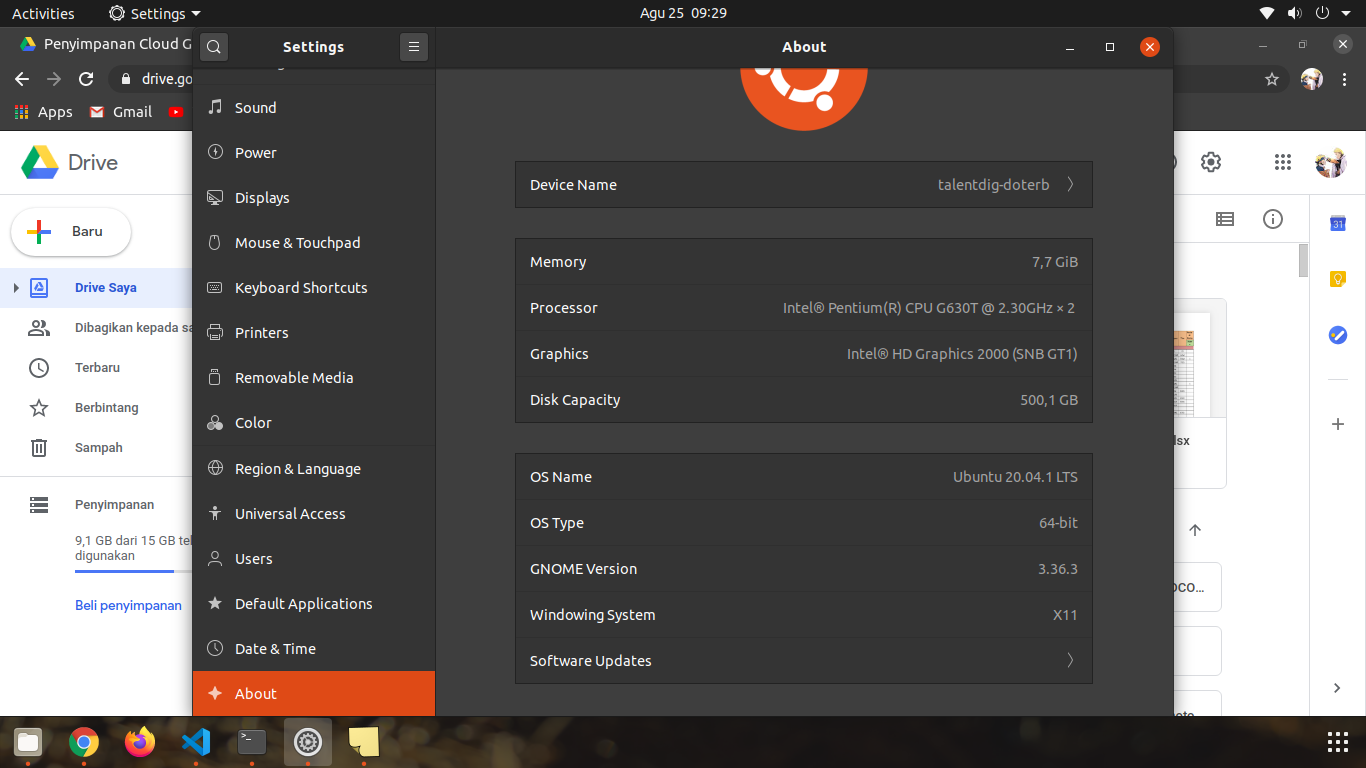 Activities
Settings
Agu 25 09:29
Penyimpanan Cloud G
drive.go
Apps
Gmail
Drive
Baru
Drive Saya
Dibagikan kepada sa
Terbaru
Berbintang
Sampah
Penyimpanan
9,1 GB dari 15 GB tel
digunakan
Beli penyimpanan
Settings
Sound
Power
Displays
Mouse & Touchpad
Keyboard Shortcuts
Printers
Removable Media
Color
Region & Language
Universal Access
Users
Default Applications
Date & Time
About
About
Device Name talentdig-doterb
Memory 7,7 GiB
Processor Intel® Pentium(R) CPU G630T @ 2.30GHz × 2
Graphics Intel® HD Graphics 2000 (SNB GT1)
Disk Capacity 500,1 GB
OS Name Ubuntu 20.04.1 LTS
OS Type 64-bit
GNOME Version 3.36.3
Windowing System X11
Software Updates
31
lsx
oco...